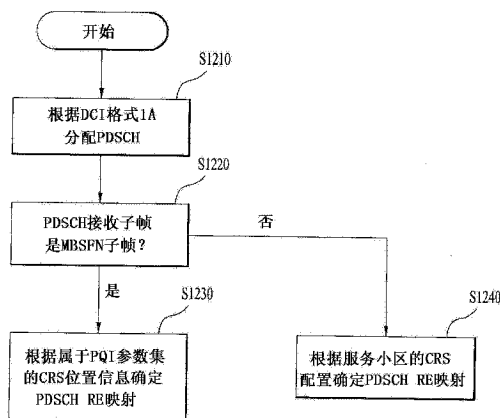 开始
S1210
根据DCI格式1A
分配PDSCH
S1220
PDSCH接收子帧
是MBSFN子帧?
否
是
S1230
根据属于PQI参数集
的CRS位置信息确定
PDSCH RE映射
S1240
根据服务小区的CRS
配置确定PDSCH RE映射